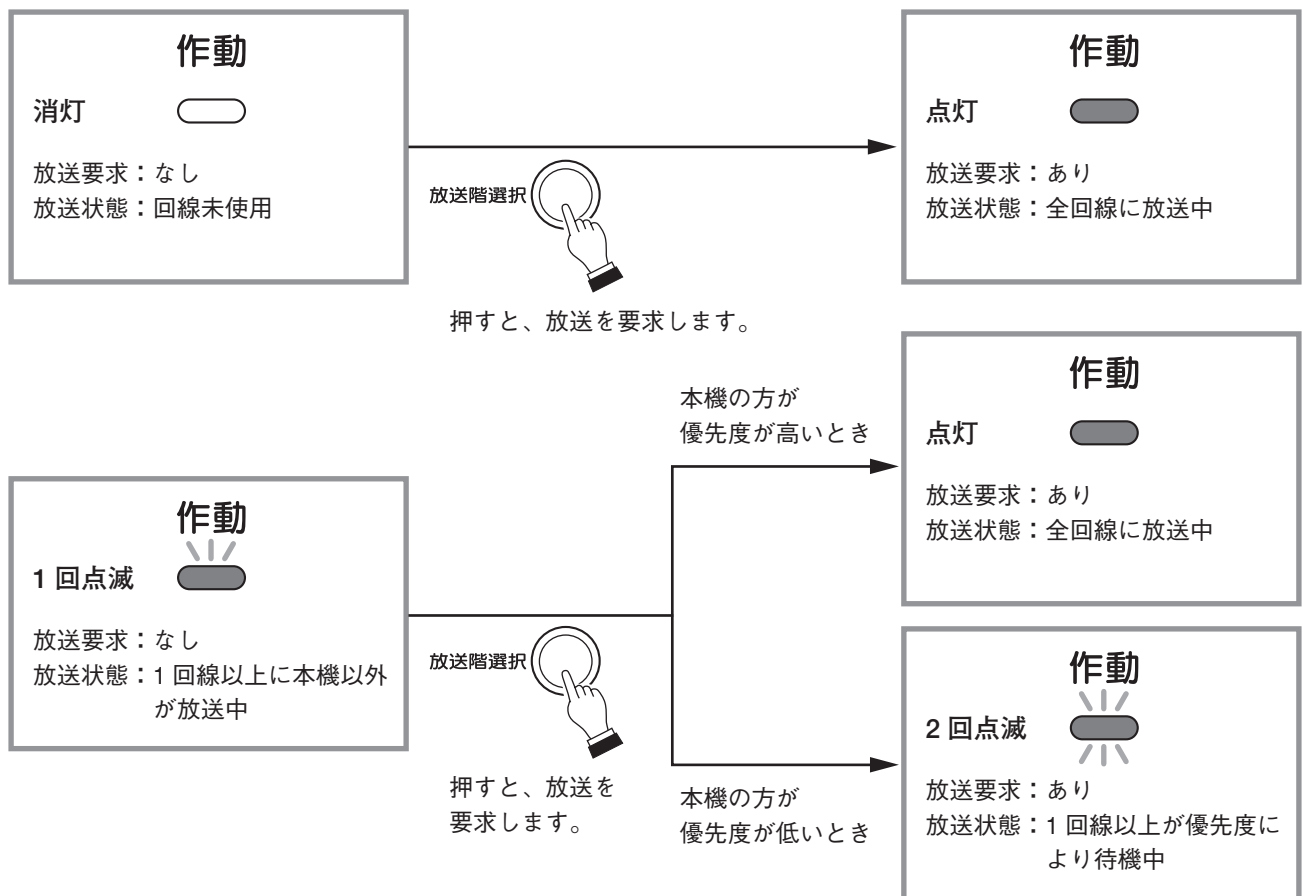 作動
消灯
放送要求：なし
放送状態：回線未使用
放送階選択
押すと、放送を要求します。
作動
点灯
放送要求：あり
放送状態：全回線に放送中
作動
1 回点滅
放送要求：なし
放送状態：1 回線以上に本機以外
が放送中
放送階選択
押すと、放送を
要求します。
本機の方が
優先度が高いとき
作動
点灯
放送要求：あり
放送状態：全回線に放送中
本機の方が
優先度が低いとき
作動
2 回点滅
放送要求：あり
放送状態：1 回線以上が優先度に
より待機中